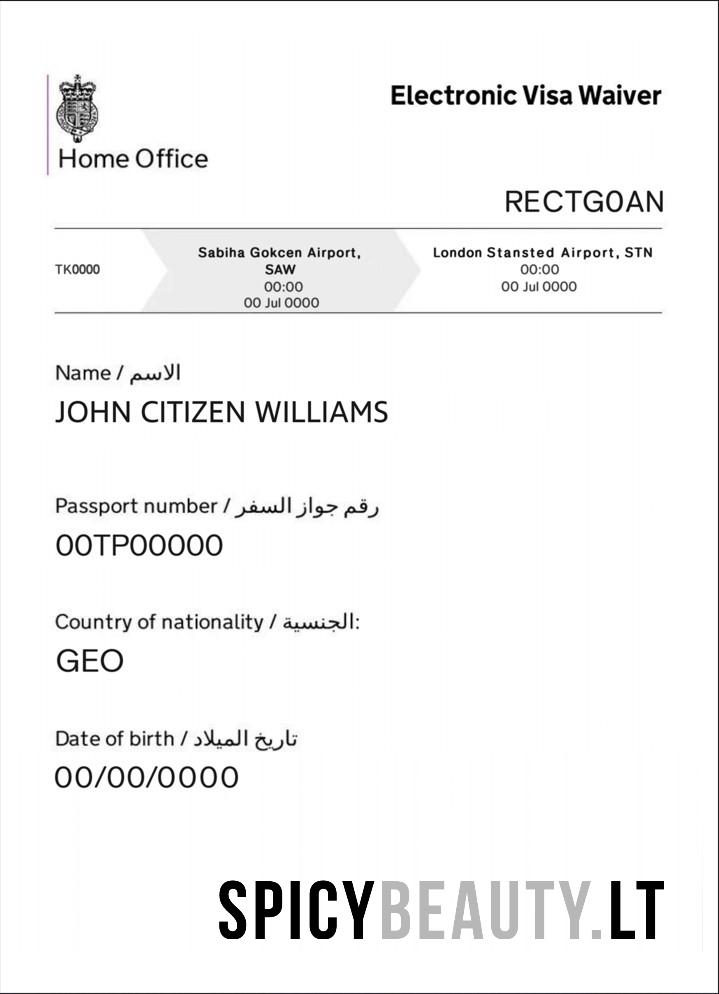 Electronic Visa Waiver
Home Office
RECTG0AN
TK0000
Sabiha Gokcen Airport,
SAW
00:00
00 Jul 0000
London Stansted Airport, STN
00:00
00 Jul 0000
Name / الاسم
JOHN CITIZEN WILLIAMS
Passport number / رقم جواز السفر
00TP00000
Country of nationality / الجنسية:
GEO
Date of birth / تاريخ الميلاد
00/00/0000
SPICYBEAUTY.LT